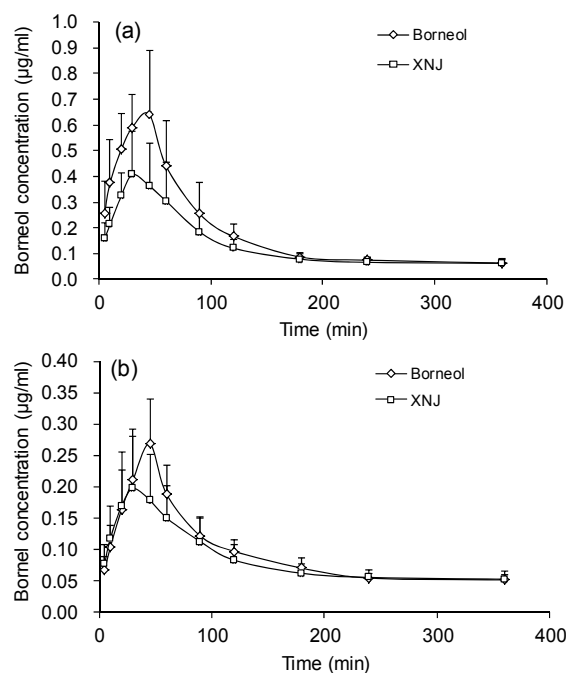 (a)
Borneol concentration (µg/ml)
1.0
0.9
0.8
0.7
0.6
0.5
0.4
0.3
0.2
0.1
0.0
Borneol
XNJ
0 100 200 300 400
Time (min)
(b)
Bornel concentration (µg/ml)
0.40
0.35
0.30
0.25
0.20
0.15
0.10
0.05
0.00
Borneol
XNJ
0 100 200 300 400
Time (min)